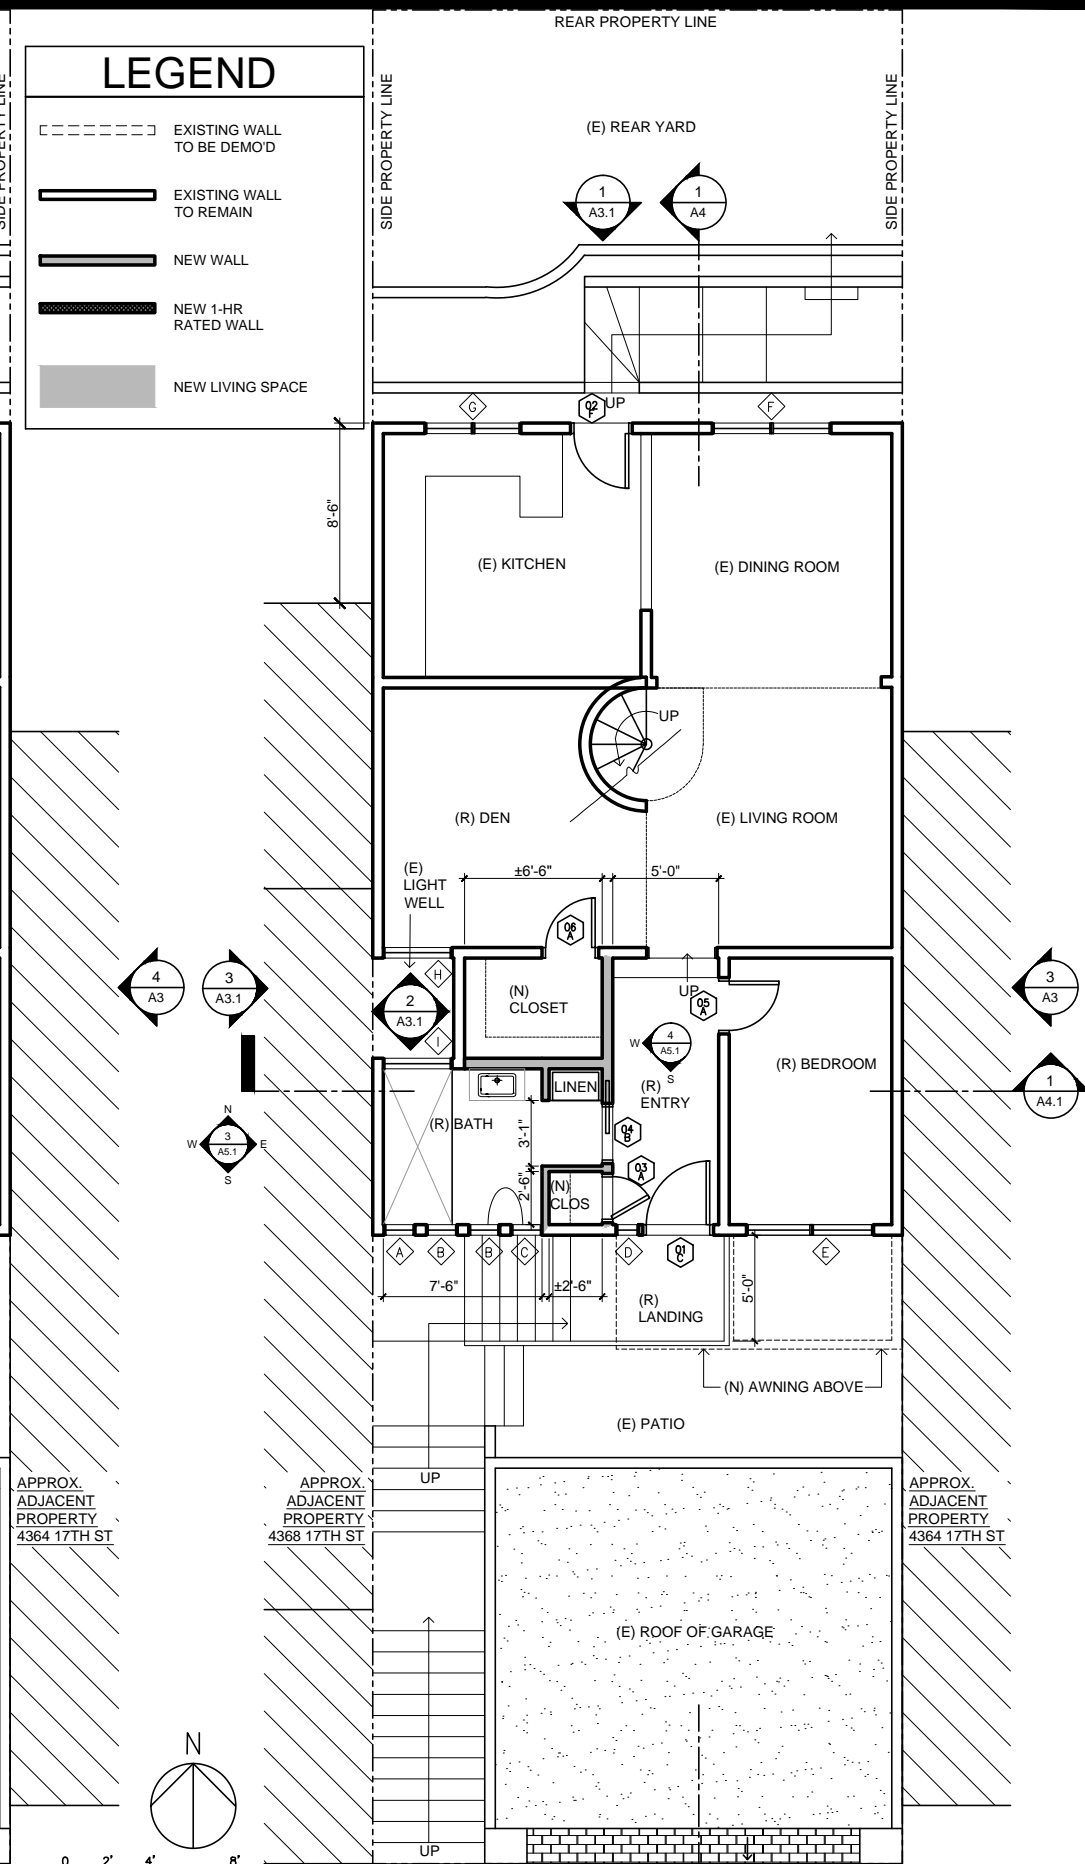 REAR PROPERTY LINE
LEGEND
EXISTING WALL
TO BE DEMO'D
EXISTING WALL
TO REMAIN
NEW WALL
NEW 1-HR
RATED WALL
NEW LIVING SPACE
SIDE PROPERTY LINE
SIDE PROPERTY LINE
SIDE PROPERTY LINE
(E) REAR YARD
1
A3.1
1
A4
G
02
F
UP
F
8'-6"
(E) KITCHEN
(E) DINING ROOM
UP
(R) DEN
(E) LIVING ROOM
(E)
LIGHT
WELL
±6'-6"
5'-0"
06
A
4
A3
3
A3.1
H
2
A3.1
I
(N)
CLOSET
UP
05
A
W
4
A5.1
S
3
A3
(R) BEDROOM
1
A4.1
LINEN
(R)
ENTRY
(R) BATH
3'-1"
04
B
N
W
3
A5.1
E
S
03
A
2'-6"
(N)
CLOS
A
B
B
C
D
01
C
E
7'-6"
±2'-6"
(R)
LANDING
5'-0"
(N) AWNING ABOVE
(E) PATIO
UP
APPROX.
ADJACENT
PROPERTY
4364 17TH ST
APPROX.
ADJACENT
PROPERTY
4368 17TH ST
APPROX.
ADJACENT
PROPERTY
4364 17TH ST
(E) ROOF OF GARAGE
N
UP
0 2' 4' 8'